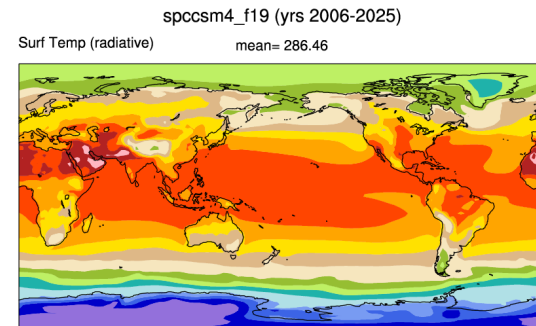 spccsm4_f19 (yrs 2006-2025)
Surf Temp (radiative) mean= 286.46